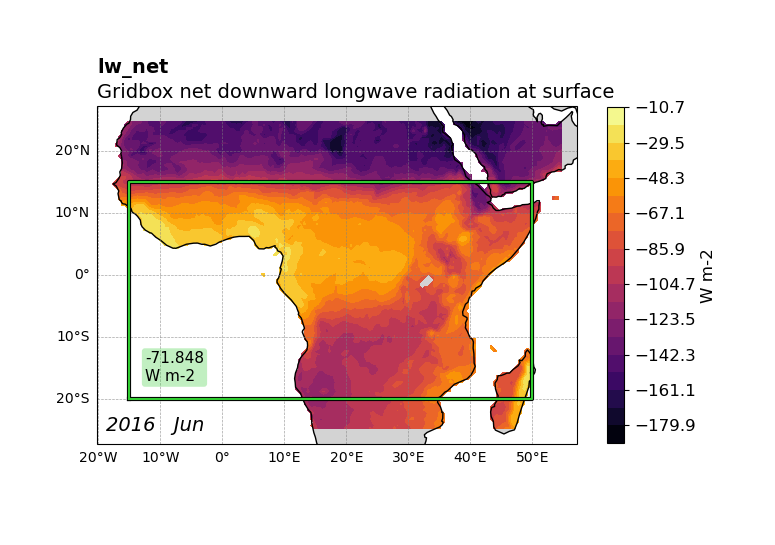 lw_net
Gridbox net downward longwave radiation at surface
20°N
10°N
0°
10°S
20°S
20°W
10°W
0°
10°E
20°E
30°E
40°E
50°E
-71.848
W m-2
2016 Jun
−10.7
−29.5
−48.3
−67.1
−85.9
−104.7
−123.5
−142.3
−161.1
−179.9
W m-2